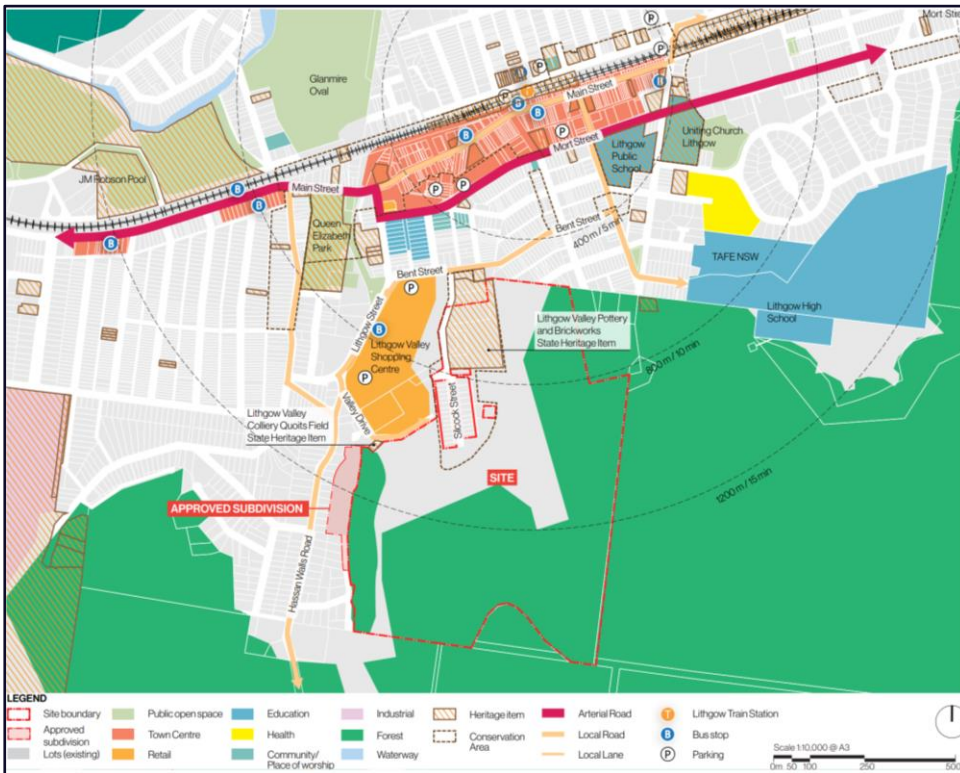 Mort Stre
P
P
Glanmire
Oval
P
P
T
B
Main Street
B
B
B
P
Mort Street
Uniting Church
Lithgow
Lithgow
Public
School
JM Robson Pool
B
Main Street
P
P
B
Queen
Elizabeth
Park
Bent Street
400 m / 5 min
B
TAFE NSW
Bent Street
P
Lithgow High
School
Lithgow Street
B
Lithgow Valley
Shopping
Centre
P
Lithgow Valley Pottery
and Brickworks
State Heritage Item
800 m / 10 min
Silcock Street
Valley Drive
Lithgow Valley
Colliery Quoits Field
State Heritage Item
SITE
1200 m / 15 min
APPROVED SUBDIVISION
Hassan Walls Road
LEGEND
Site boundary
Approved
subdivision
Lots (existing)
Public open space
Town Centre
Retail
Education
Health
Community/
Place of worship
Industrial
Forest
Waterway
Heritage item
Conservation
Area
Arterial Road
Local Road
Local Lane
T Lithgow Train Station
B Bus stop
P Parking
Scale 1:10,000 @ A3
0m 50 100 250 500